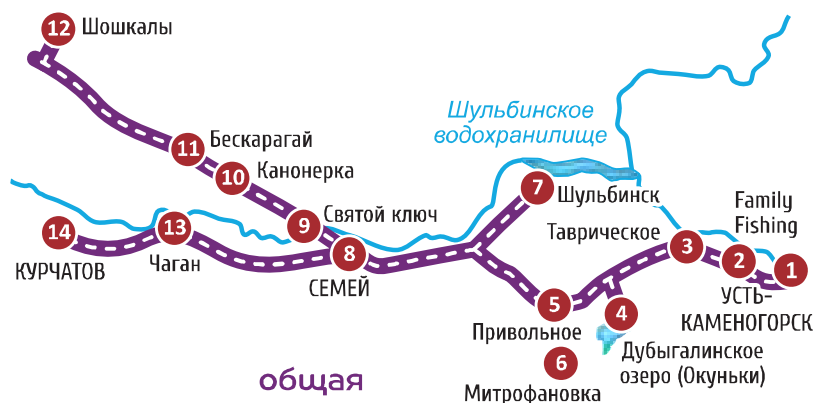 12 Шошкалы
Шульбинское
водохранилище
11 Бескарагай
10 Канонерка
7
Шульбинск
9 Святой ключ
Family
Fishing
14
КУРЧАТОВ
13
Чаган
8
СЕМЕЙ
Таврическое 3
2
1
УСТЬ-
КАМЕНОГОРСК
5
Привольное
4
Дубыгалинское
озеро (Окуньки)
6
Митрофановка
общая